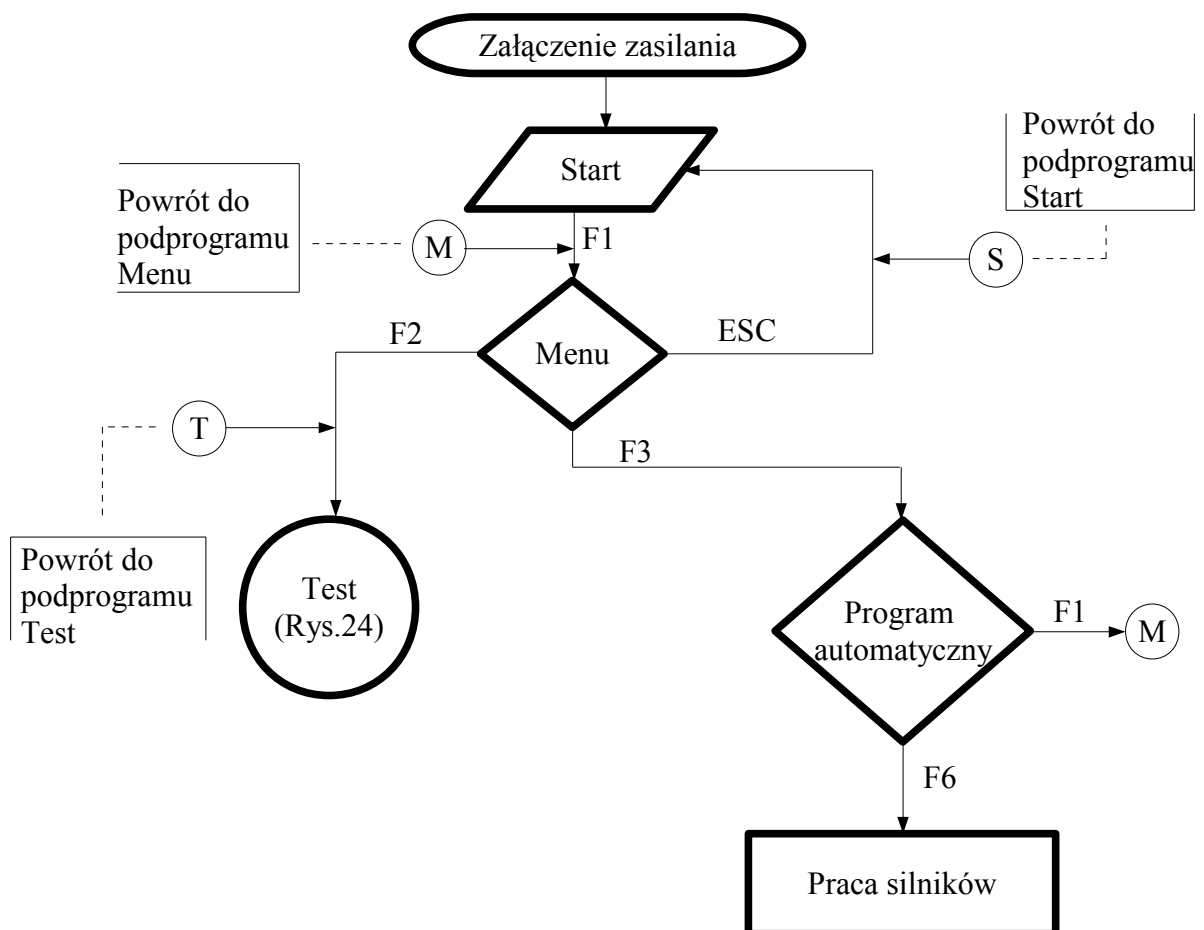 Załączenie zasilania
Start
Powrót do
podprogramu
Start
Powrót do
podprogramu
Menu
M
F1
S
F2
Menu
ESC
T
F3
Powrót do
podprogramu
Test
Test
(Rys.24)
Program
automatyczny
F1
M
F6
Praca silników